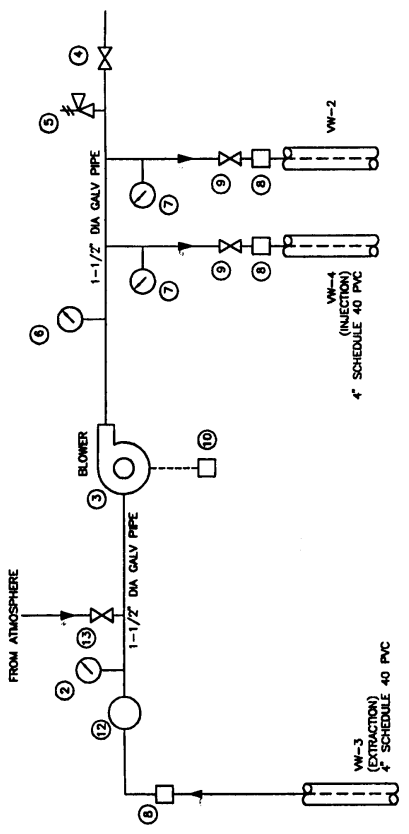 ④
⑤
1-1/2" DIA GALV PIPE
⑥
⑦
⑦
⑨
⑨
⑧
⑧
VW-2
VW-4
(INJECTION)
4" SCHEDULE 40 PVC
BLOWER
③
⑩
FROM ATMOSPHERE
⑬
1-1/2" DIA GALV PIPE
②
⑫
⑧
VW-3
(EXTRACTION)
4" SCHEDULE 40 PVC